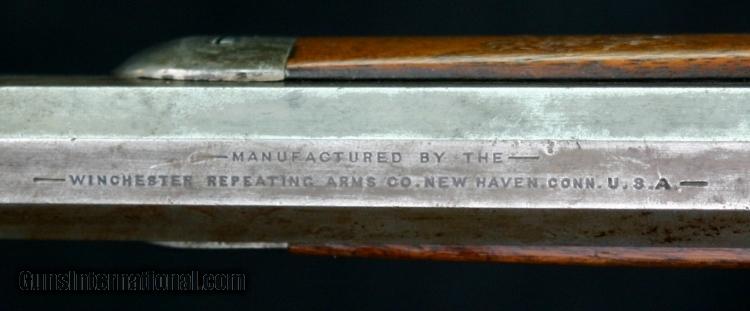 —MANUFACTURED BY THE—
—WINCHESTER REPEATING ARMS CO. NEW HAVEN. CONN. U.S.A.—
GunsInternational.com